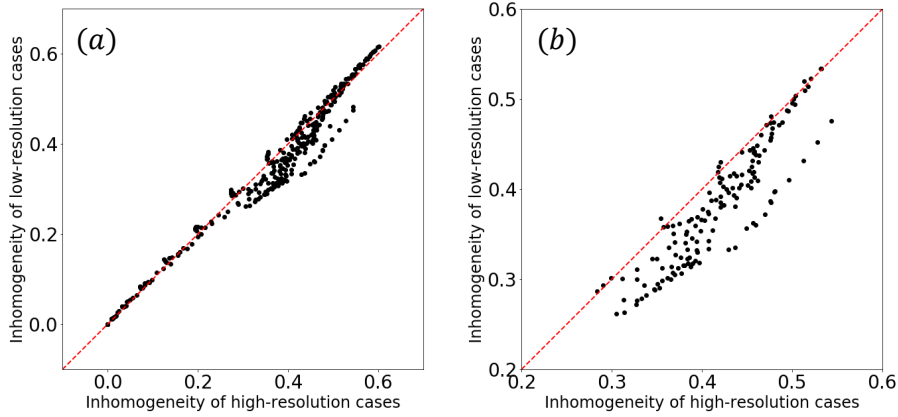 (a)
0.6
0.4
0.2
0.0
Inhomogeneity of low-resolution cases
0.0 0.2 0.4 0.6
Inhomogeneity of high-resolution cases
(b)
0.6
0.5
0.4
0.3
0.2
Inhomogeneity of low-resolution cases
0.2 0.3 0.4 0.5 0.6
Inhomogeneity of high-resolution cases